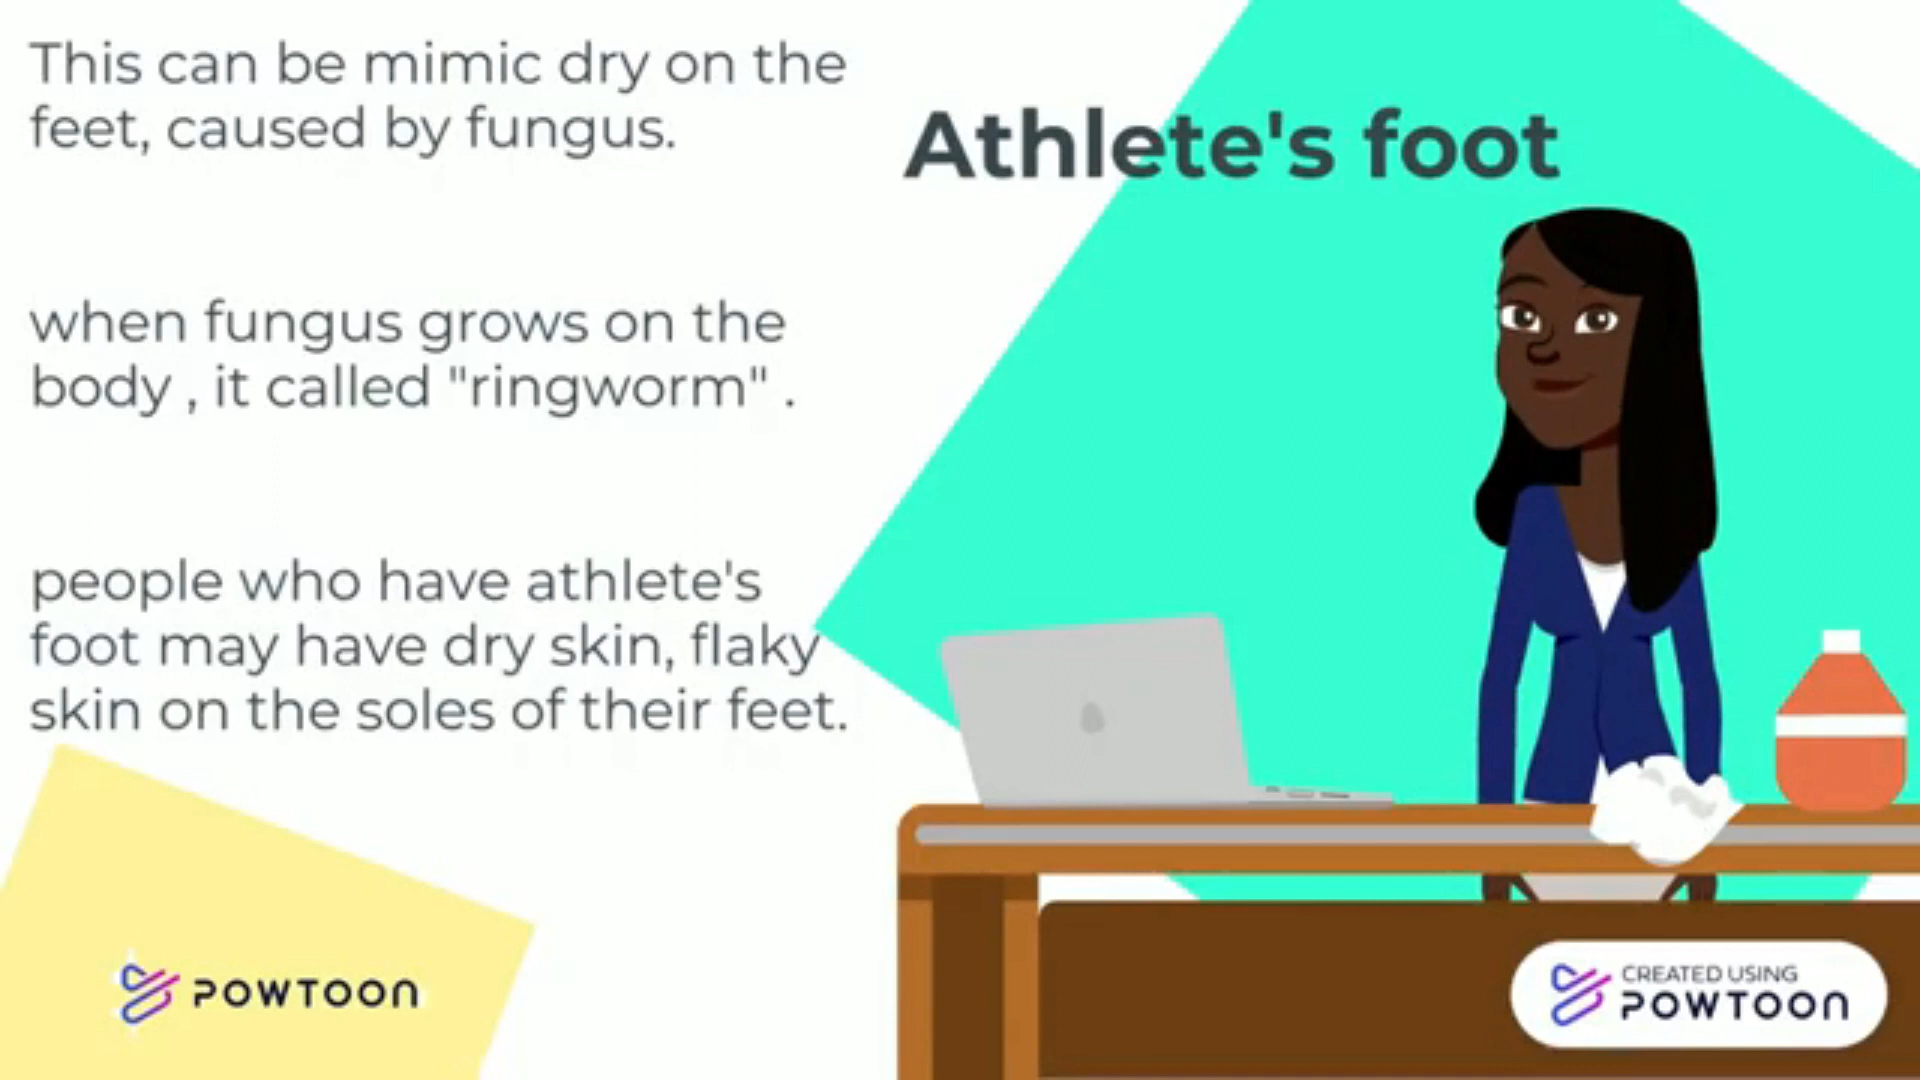 This can be mimic dry on the
feet, caused by fungus.
Athlete's foot
when fungus grows on the
body , it called "ringworm" .
people who have athlete's
foot may have dry skin, flaky
skin on the soles of their feet.
POWTOON
CREATED USING
POWTOON